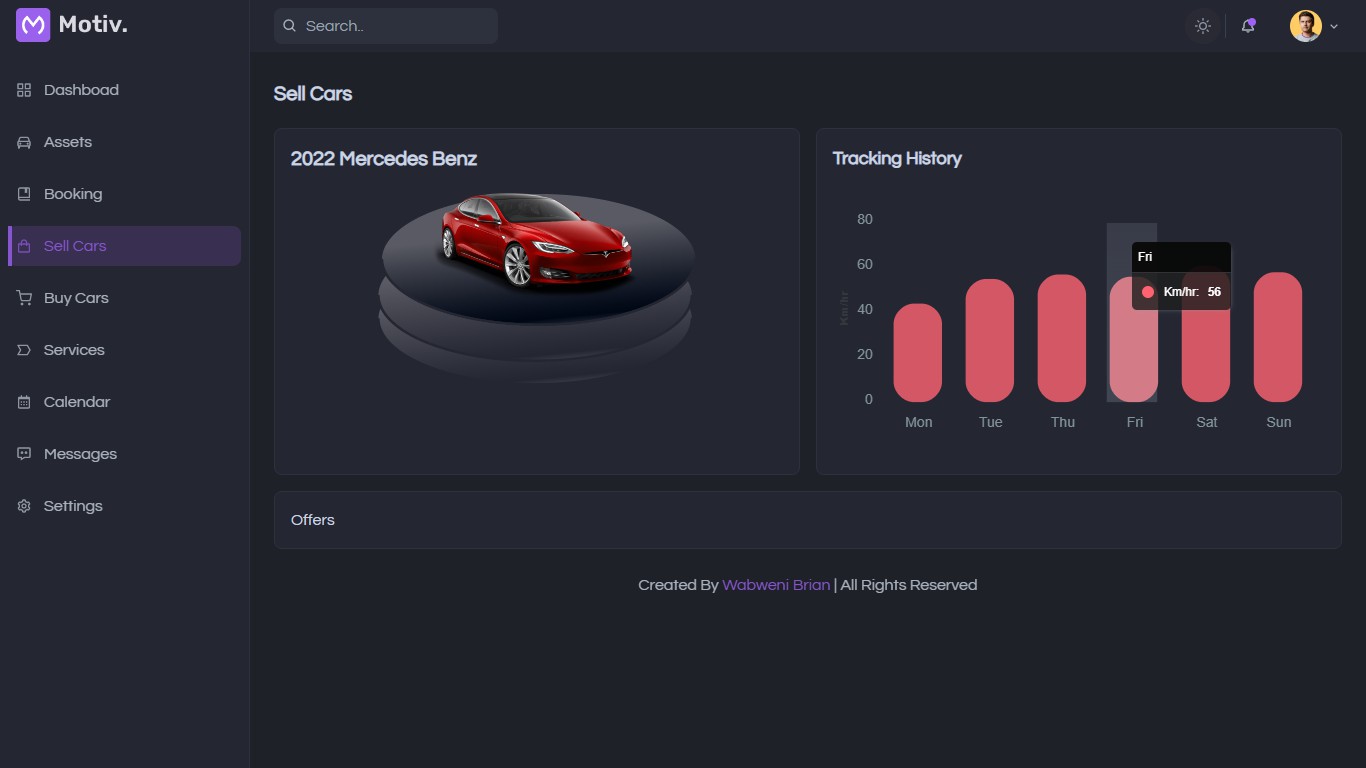 Motiv.
Search..
Dashboad
Assets
Booking
Sell Cars
Buy Cars
Services
Calendar
Messages
Settings
Sell Cars
2022 Mercedes Benz
Tracking History
80
60
40
20
0
Km/hr
Fri
Km/hr: 56
Mon Tue Thu Fri Sat Sun
Offers
Created By Wabweni Brian | All Rights Reserved